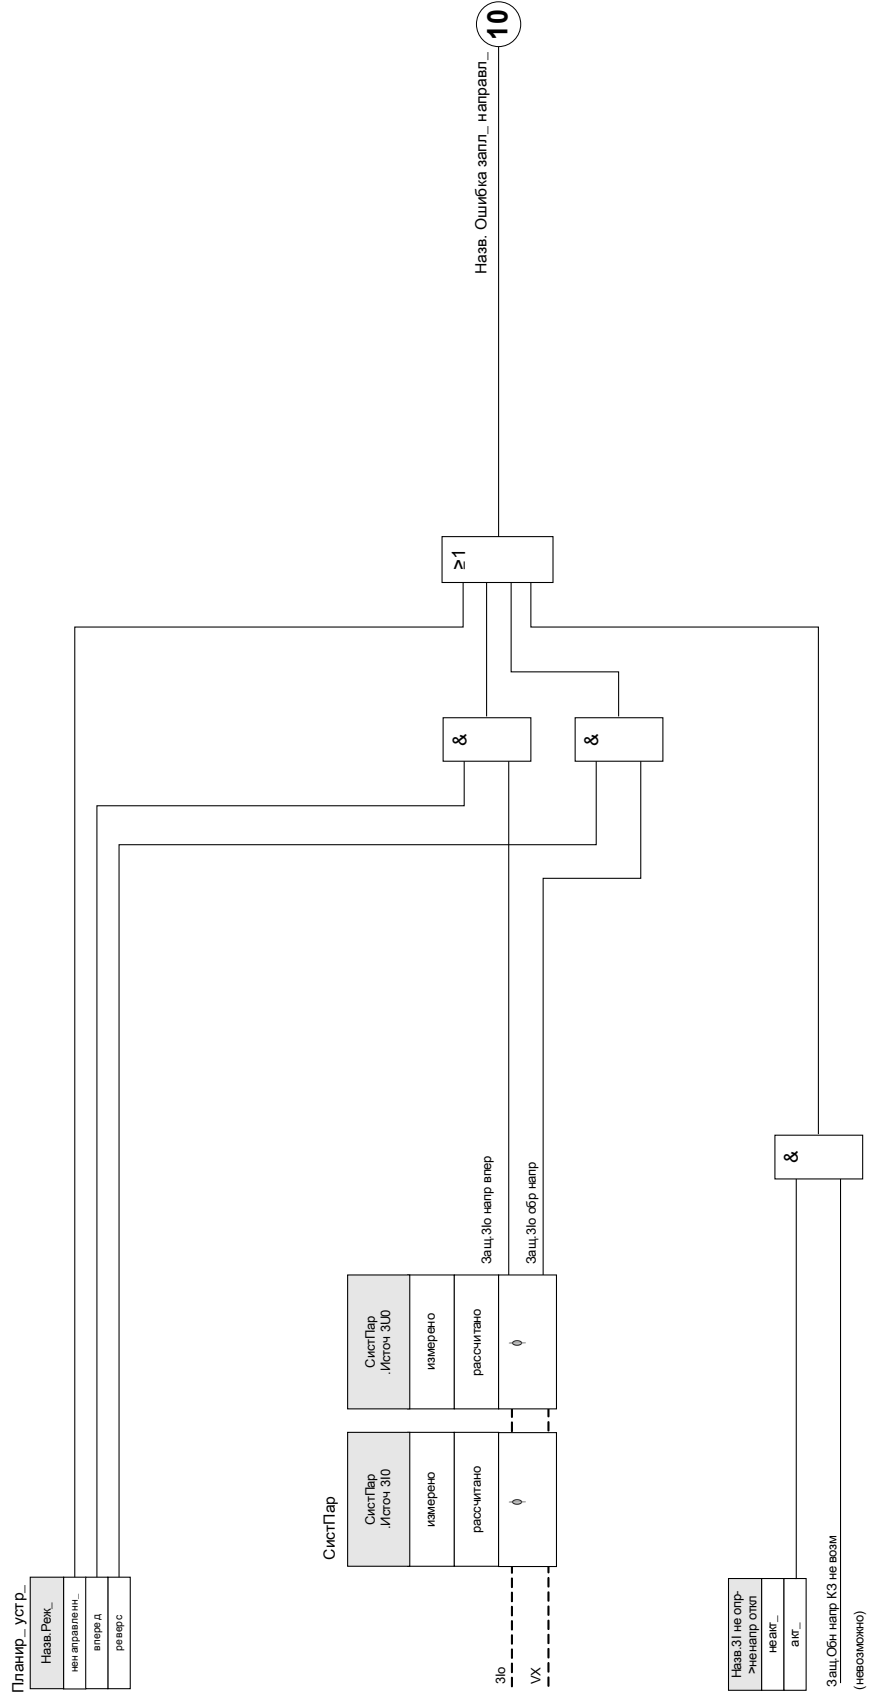 Планир_ устр_
Назв.Реж_
ненаправленн_
вперед
реверс
СистПар
СистПар
.Источ 3I0
измерено
рассчитано
φ
СистПар
.Источ 3U0
измерено
рассчитано
φ
3Io
VX
Защ.3Io напр впер
Защ.3Io обр напр
Назв.3I не опр-
>ненапр откл
неакт_
акт_
Защ.Обн напр КЗ не возм
(невозможно)
&
&
&
≥1
Назв. Ошибка запл_ направл_
10